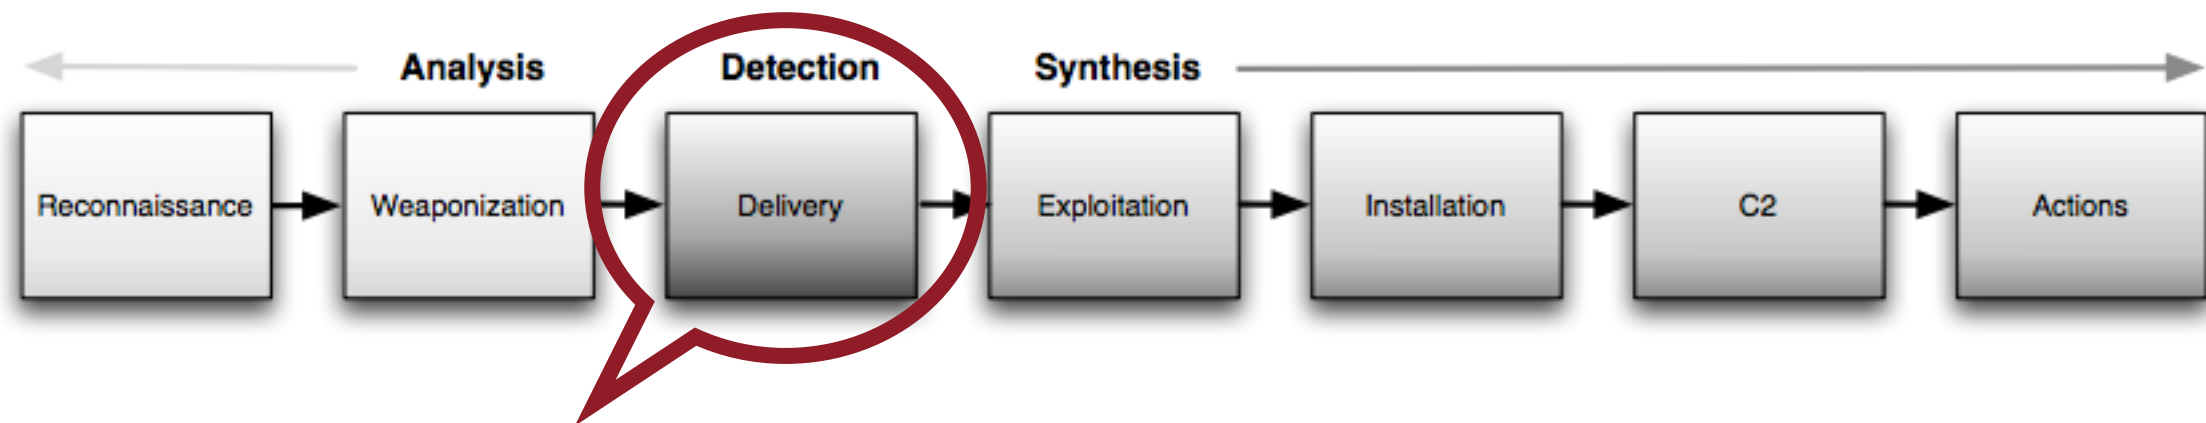 Analysis Detection Synthesis
Reconnaissance Weaponization Delivery Exploitation Installation C2 Actions